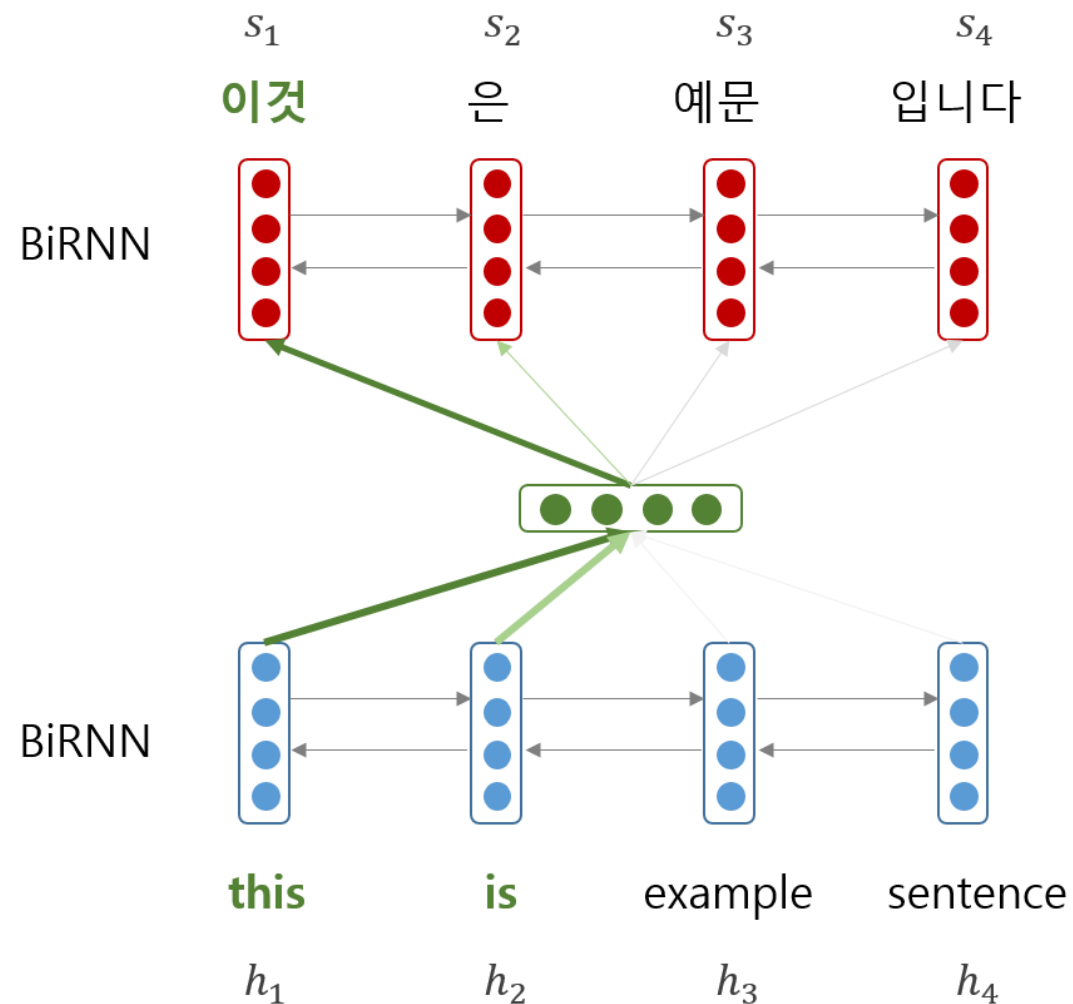 s₁ s₂ s₃ s₄
이것 은 예문 입니다
BiRNN
BiRNN
this is example sentence
h₁ h₂ h₃ h₄